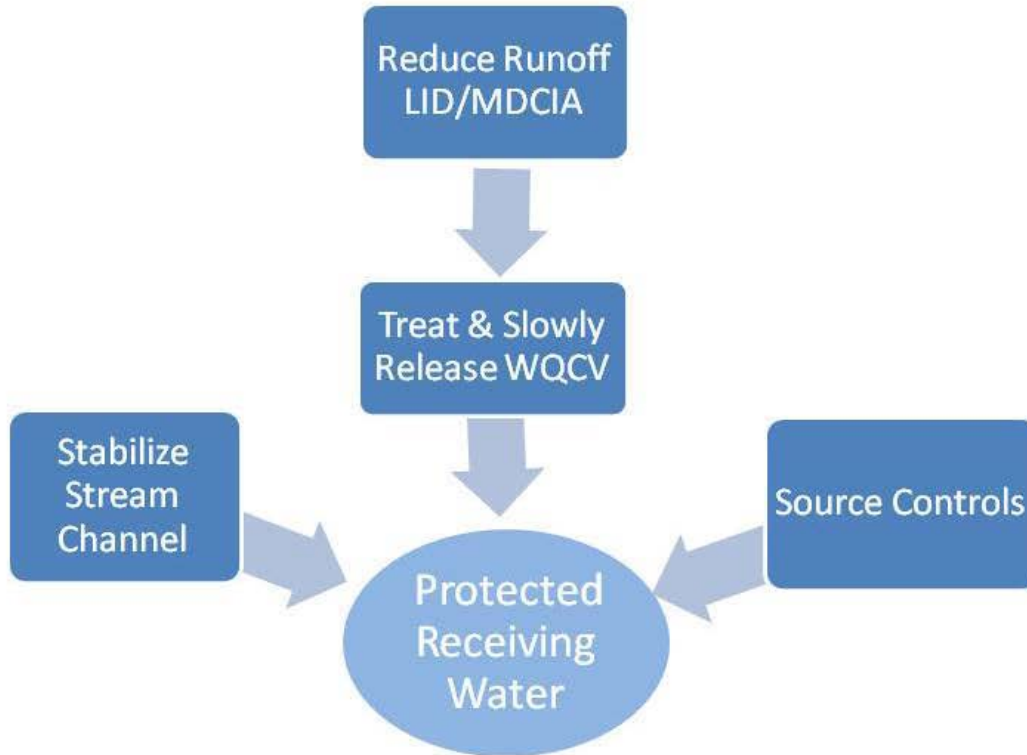 Reduce Runoff
LID/MDCIA
Treat & Slowly
Release WQCV
Stabilize
Stream
Channel
Source Controls
Protected
Receiving
Water